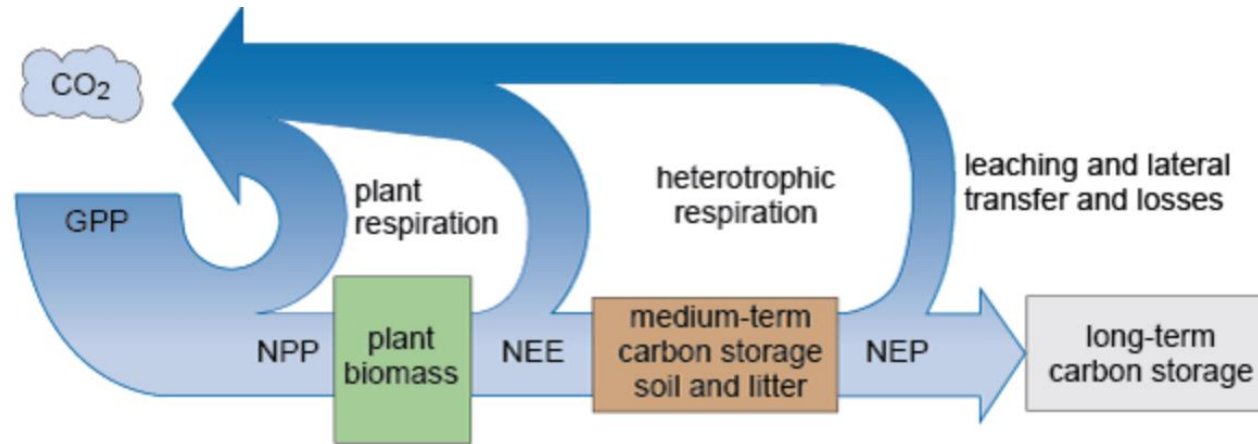 CO2
GPP
plant
respiration
heterotrophic
respiration
leaching and lateral
transfer and losses
NPP
plant
biomass
NEE
medium-term
carbon storage
soil and litter
NEP
long-term
carbon storage